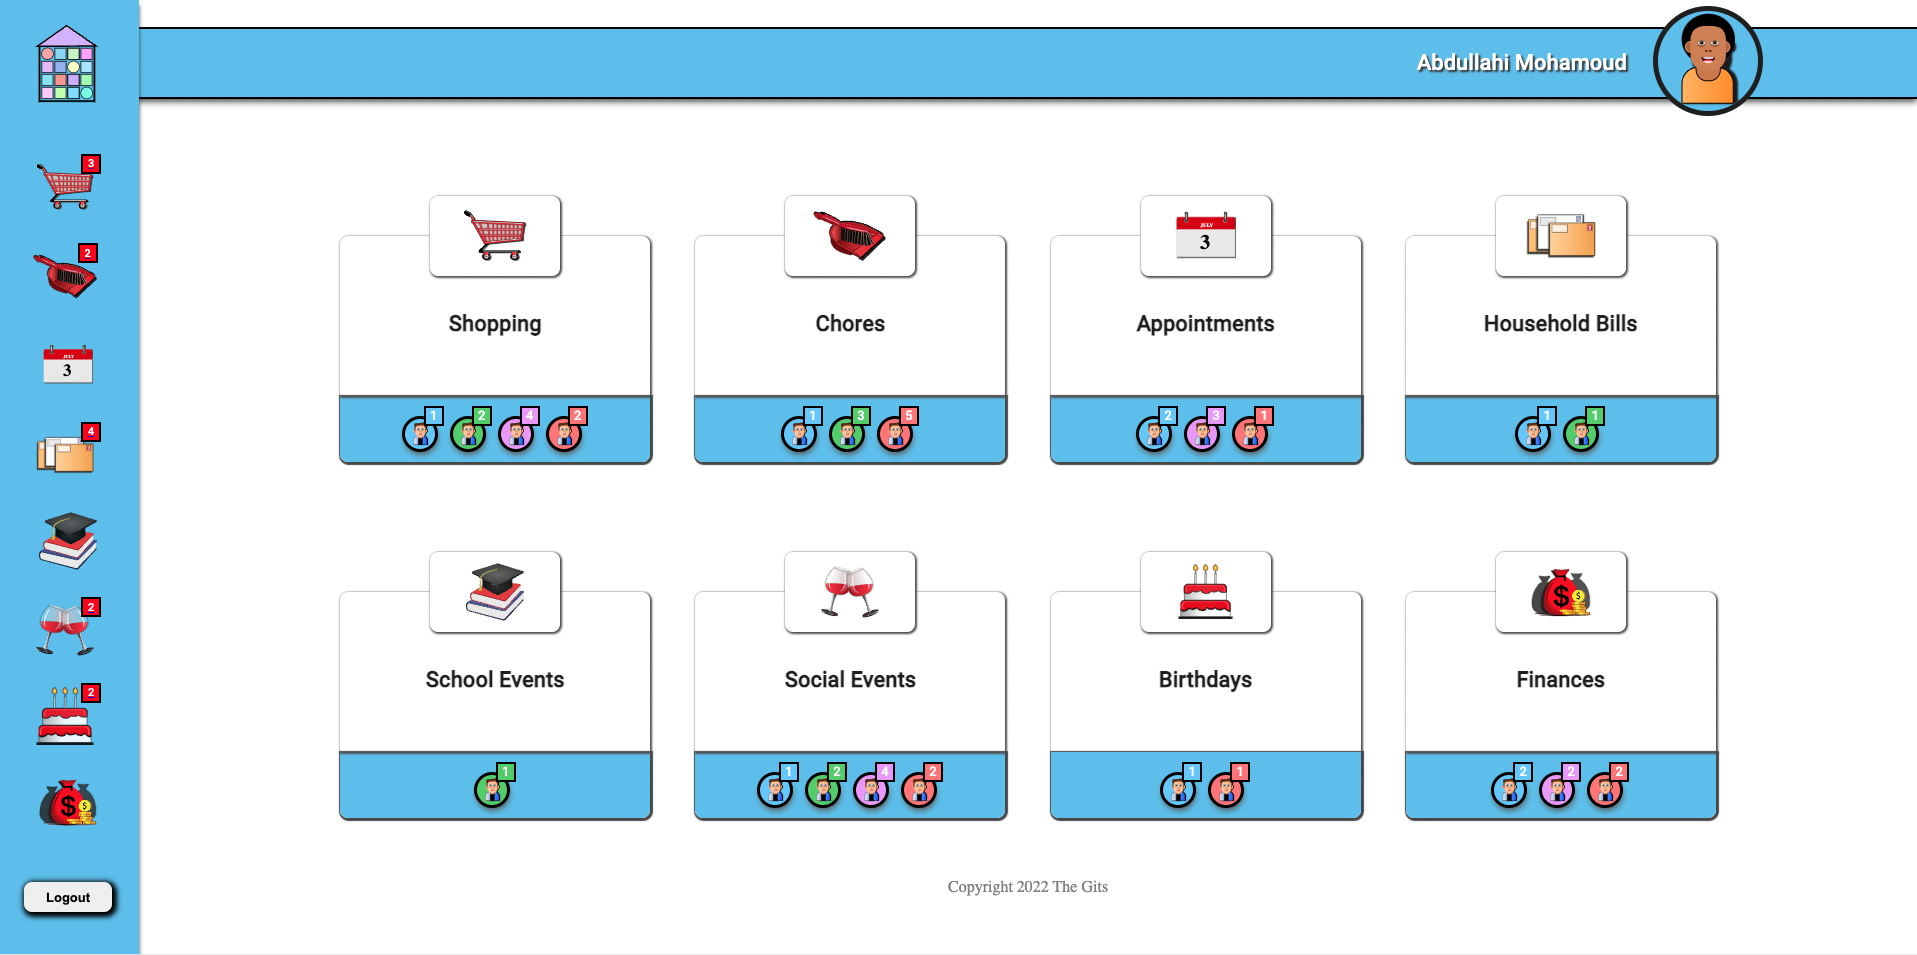 Abdullahi Mohamoud
3
2
JULY
3
4
2
2
$
$
Logout
Shopping
1 2 4 2
Chores
1 3 5
JULY
3
Appointments
2 3 1
Household Bills
1 1
School Events
1
Social Events
1 2 4 2
Birthdays
1 1
$
$
Finances
2 2 2
Copyright 2022 The Gits